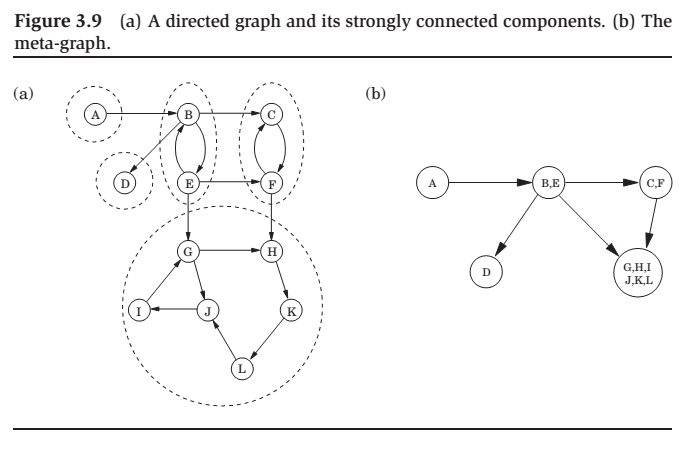 Figure 3.9 (a) A directed graph and its strongly connected components. (b) The
meta-graph.
(a)
A
B
C
D
E
F
G
H
I
J
K
L
(b)
A
B,E
C,F
D
G,H,I
J,K,L